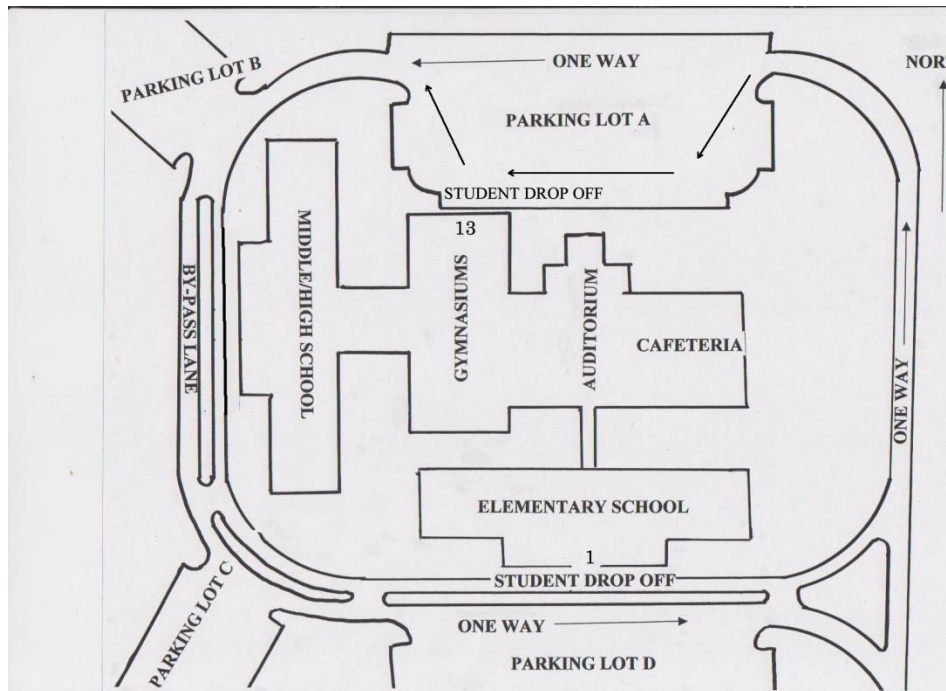 PARKING LOT B
ONE WAY
NORT
PARKING LOT A
STUDENT DROP OFF
13
MIDDLE/HIGH SCHOOL
GYMNASIUMS
AUDITORIUM
CAFETERIA
BY-PASS LANE
ONE WAY
ELEMENTARY SCHOOL
1
STUDENT DROP OFF
PARKING LOT C
ONE WAY
PARKING LOT D